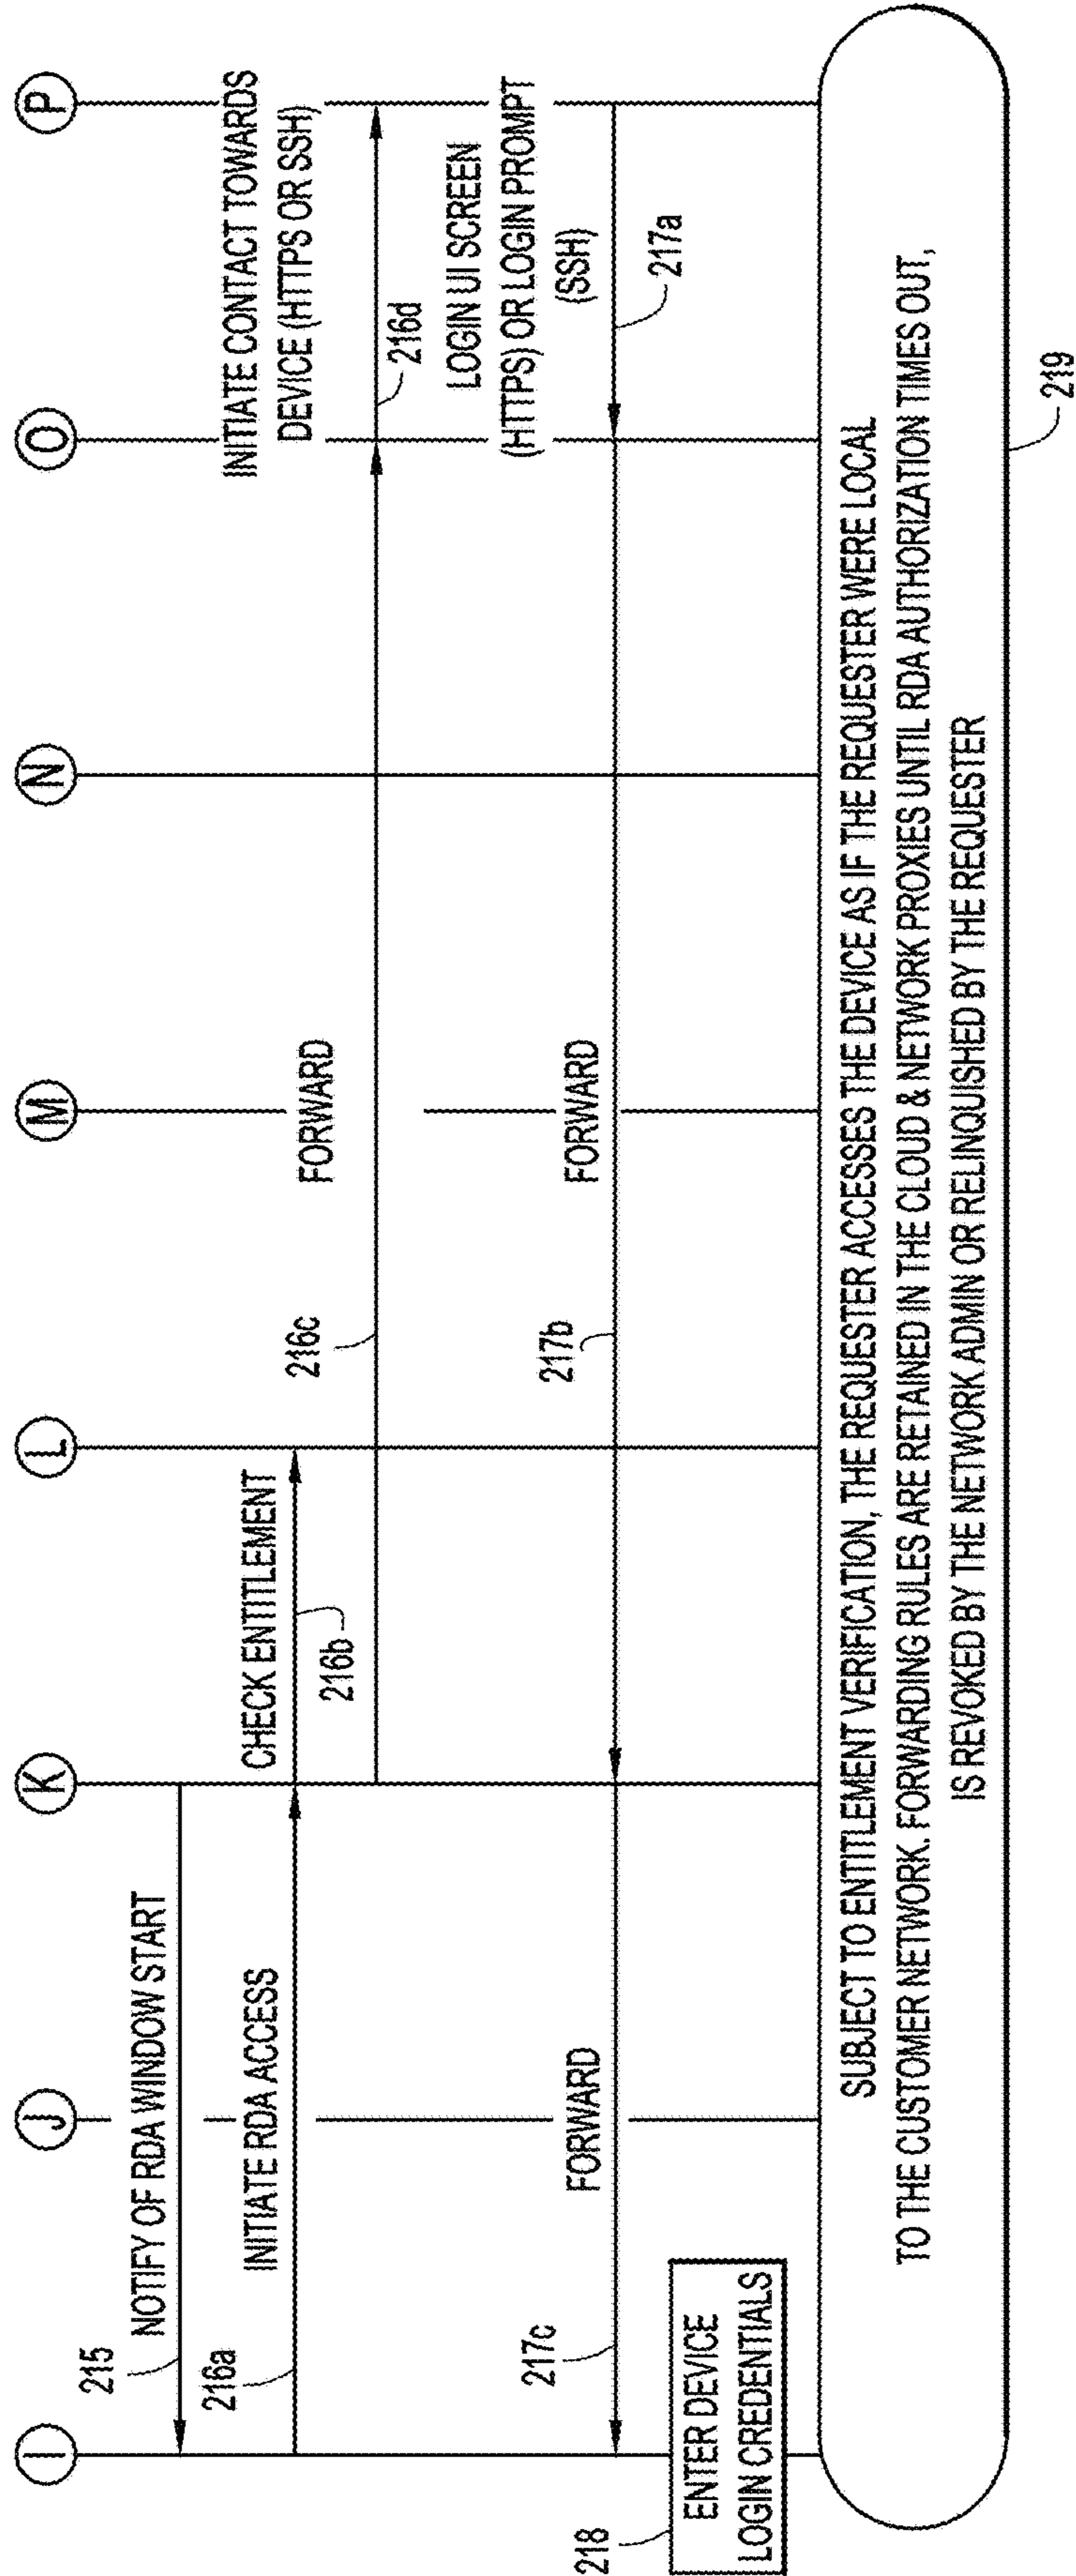 I
J
K
L
M
N
O
P
215
NOTIFY OF RDA WINDOW START
216a
INITIATE RDA ACCESS
CHECK ENTITLEMENT
216b
216c
FORWARD
INITIATE CONTACT TOWARDS
DEVICE (HTTPS OR SSH)
216d
LOGIN UI SCREEN
(HTTPS) OR LOGIN PROMPT
(SSH)
217a
FORWARD
217b
FORWARD
217c
218
ENTER DEVICE
LOGIN CREDENTIALS
SUBJECT TO ENTITLEMENT VERIFICATION, THE REQUESTER ACCESSES THE DEVICE AS IF THE REQUESTER WERE LOCAL
TO THE CUSTOMER NETWORK. FORWARDING RULES ARE RETAINED IN THE CLOUD & NETWORK PROXIES UNTIL RDA AUTHORIZATION TIMES OUT,
IS REVOKED BY THE NETWORK ADMIN OR RELINQUISHED BY THE REQUESTER
219